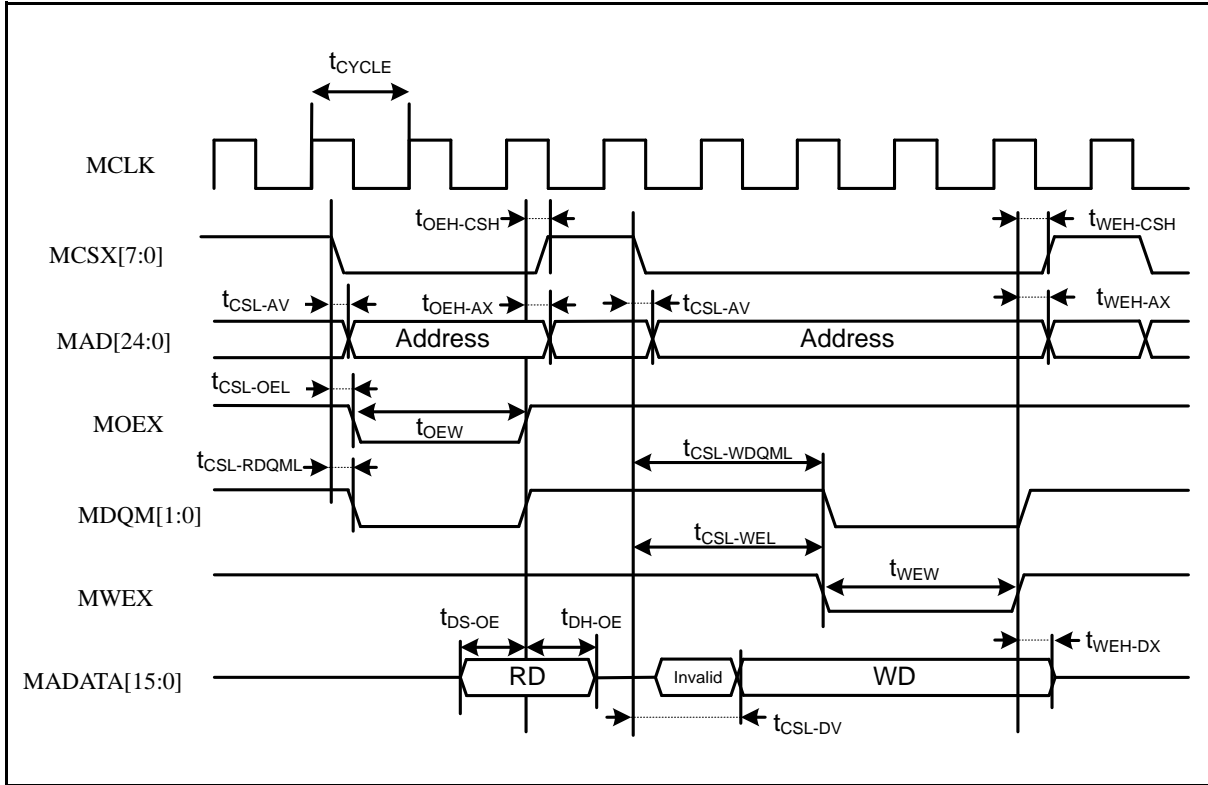 tCYCLE
MCLK
tOEH-CSH
tWEH-CSH
MCSX[7:0]
tCSL-AV
tOEH-AX
tCSL-AV
tWEH-AX
MAD[24:0]
Address
Address
tCSL-OEL
MOEX
tOEW
tCSL-WDQML
tCSL-RDQML
MDQM[1:0]
tCSL-WEL
tWEW
MWEX
tDS-OE
tDH-OE
tWEH-DX
MADATA[15:0]
RD
Invalid
WD
tCSL-DV